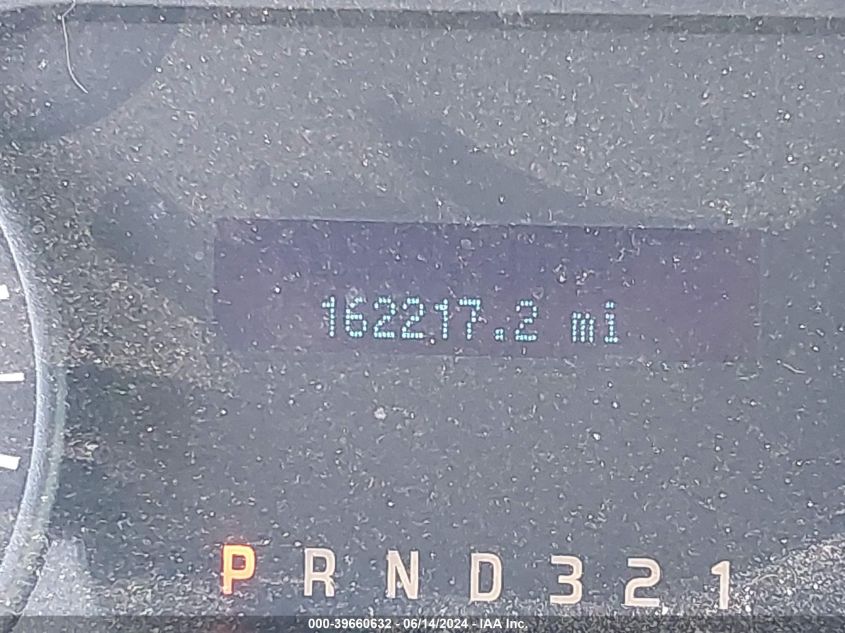 162217.2 mi
P R N D 3 2 1
000-39660632 - 06/14/2024 - IAA Inc.